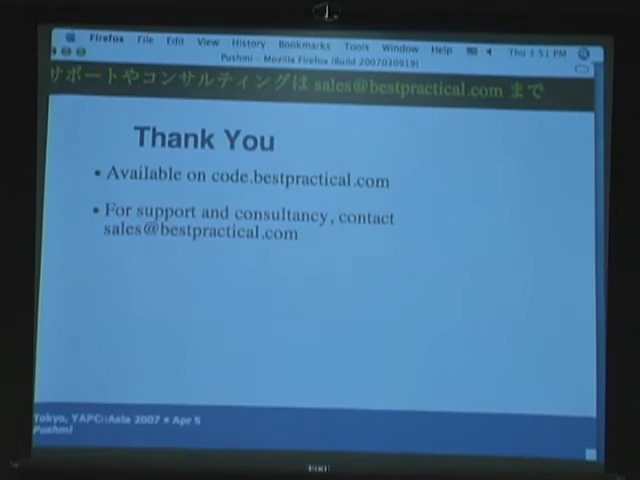 Firefox File Edit View History Bookmarks Tools Window Help Thu 3:51 PM
Pushmi - Mozilla Firefox (Build 2007030919)
サポートやコンサルティングは sales@bestpractical.com まで
Thank You
• Available on code.bestpractical.com
• For support and consultancy, contact
sales@bestpractical.com
Tokyo, YAPC::Asia 2007 • Apr 5
Pushmi